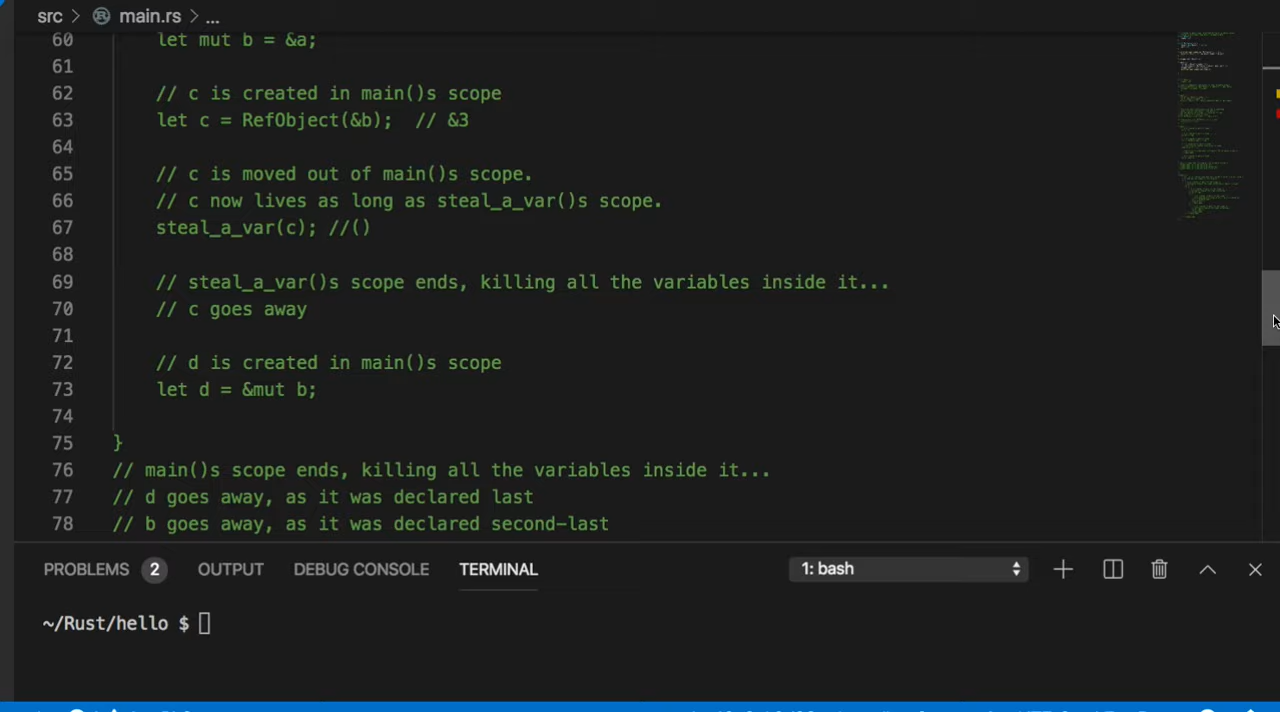 src > main.rs > ...
60 let mut b = &a;
61
62 // c is created in main()s scope
63 let c = RefObject(&b); // &3
64
65 // c is moved out of main()s scope.
66 // c now lives as long as steal_a_var()s scope.
67 steal_a_var(c); //()
68
69 // steal_a_var()s scope ends, killing all the variables inside it...
70 // c goes away
71
72 // d is created in main()s scope
73 let d = &mut b;
74
75 }
76 // main()s scope ends, killing all the variables inside it...
77 // d goes away, as it was declared last
78 // b goes away, as it was declared second-last
PROBLEMS 2 OUTPUT DEBUG CONSOLE TERMINAL 1: bash
~/Rust/hello $